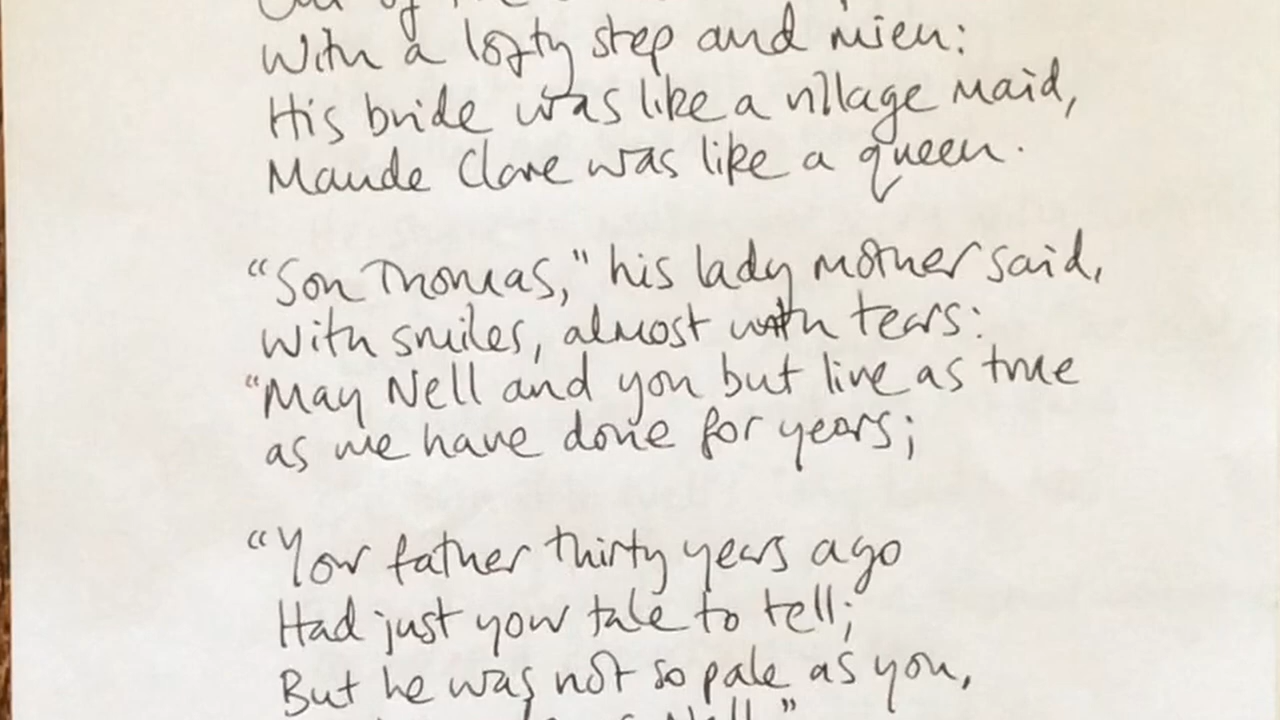 With a lofty step and mien:
His bride was like a village maid,
Maude Clare was like a queen.
"Son Thomas," his lady mother said,
With smiles, almost with tears:
"May Nell and you but live as true
as we have done for years;
"Your father thirty years ago
Had just your tale to tell;
But he was not so pale as you,
Nell."